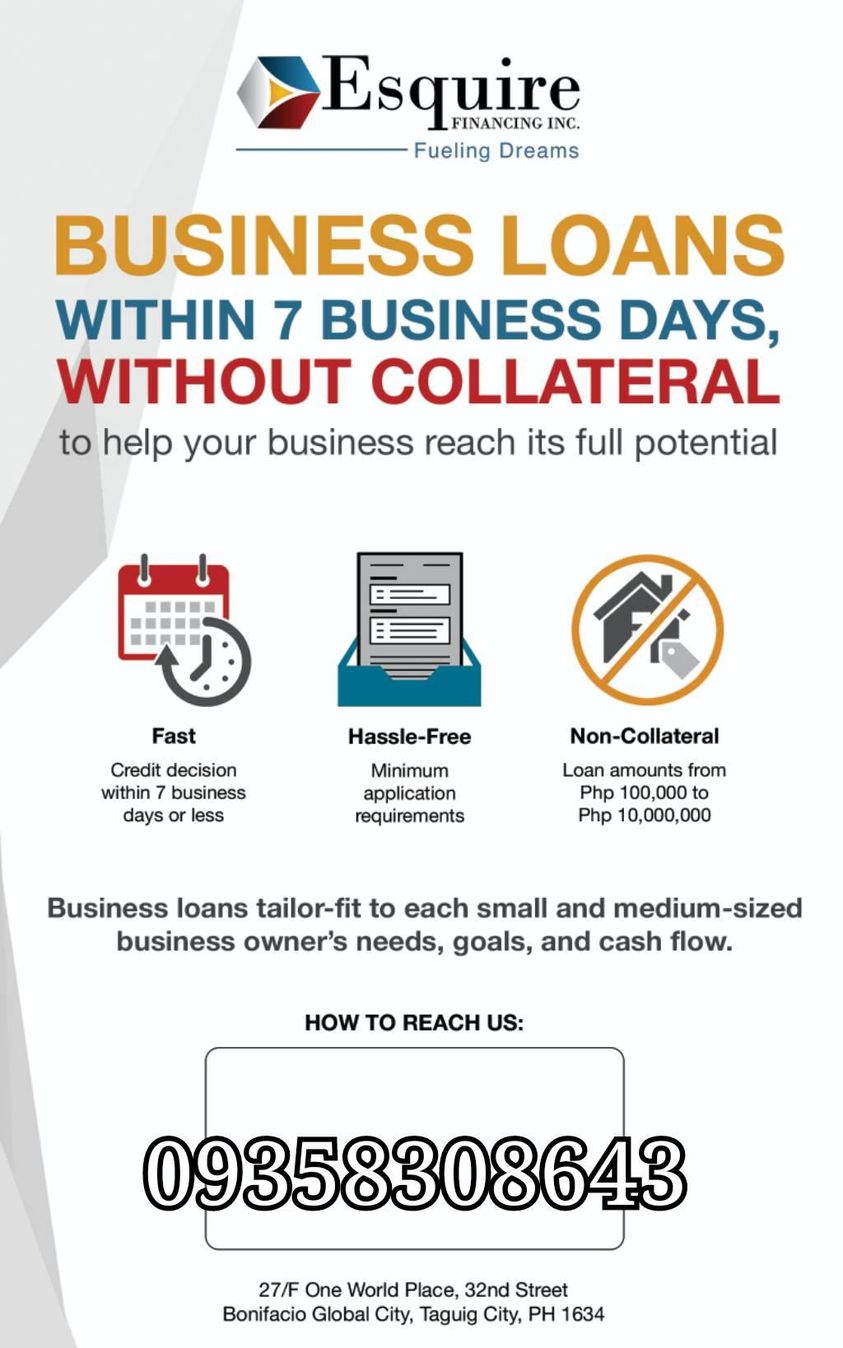 Esquire
FINANCING INC.
Fueling Dreams
BUSINESS LOANS
WITHIN 7 BUSINESS DAYS,
WITHOUT COLLATERAL
to help your business reach its full potential
Fast
Credit decision
within 7 business
days or less
Hassle-Free
Minimum
application
requirements
Non-Collateral
Loan amounts from
Php 100,000 to
Php 10,000,000
Business loans tailor-fit to each small and medium-sized
business owner’s needs, goals, and cash flow.
HOW TO REACH US:
09358308643
27/F One World Place, 32nd Street
Bonifacio Global City, Taguig City, PH 1634